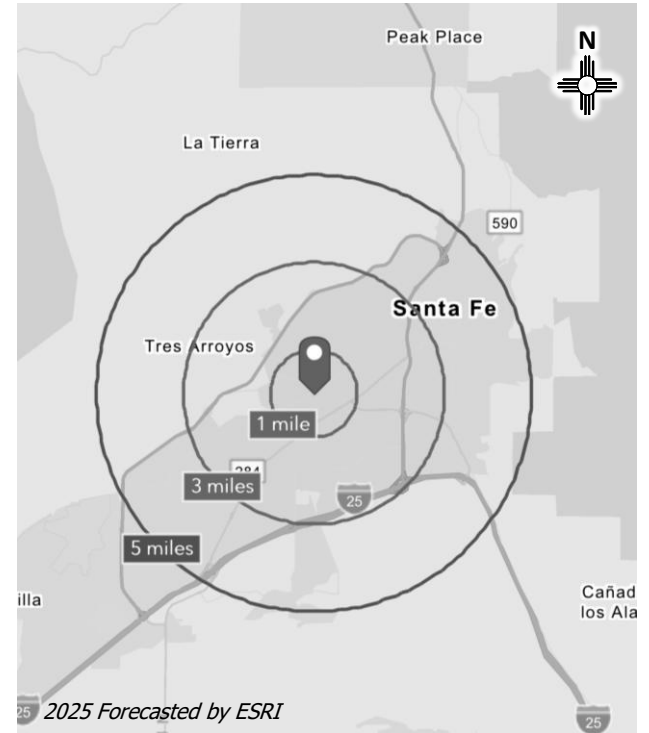 Peak Place
N
La Tierra
590
Santa Fe
Tres Arroyos
1 mile
3 miles
25
5 miles
illa
Cañad
los Ala
25
2025 Forecasted by ESRI
25